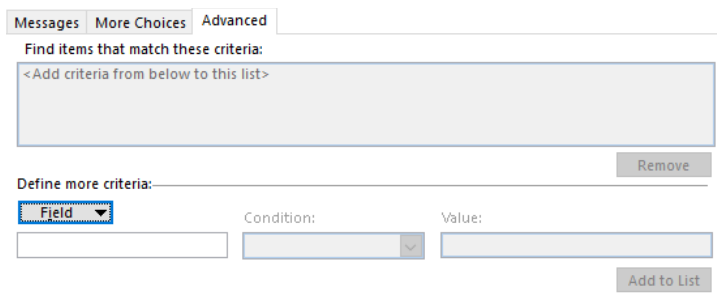 Messages More Choices Advanced
Find items that match these criteria:
<Add criteria from below to this list>
Remove
Define more criteria:
Field
Condition: Value:
Add to List